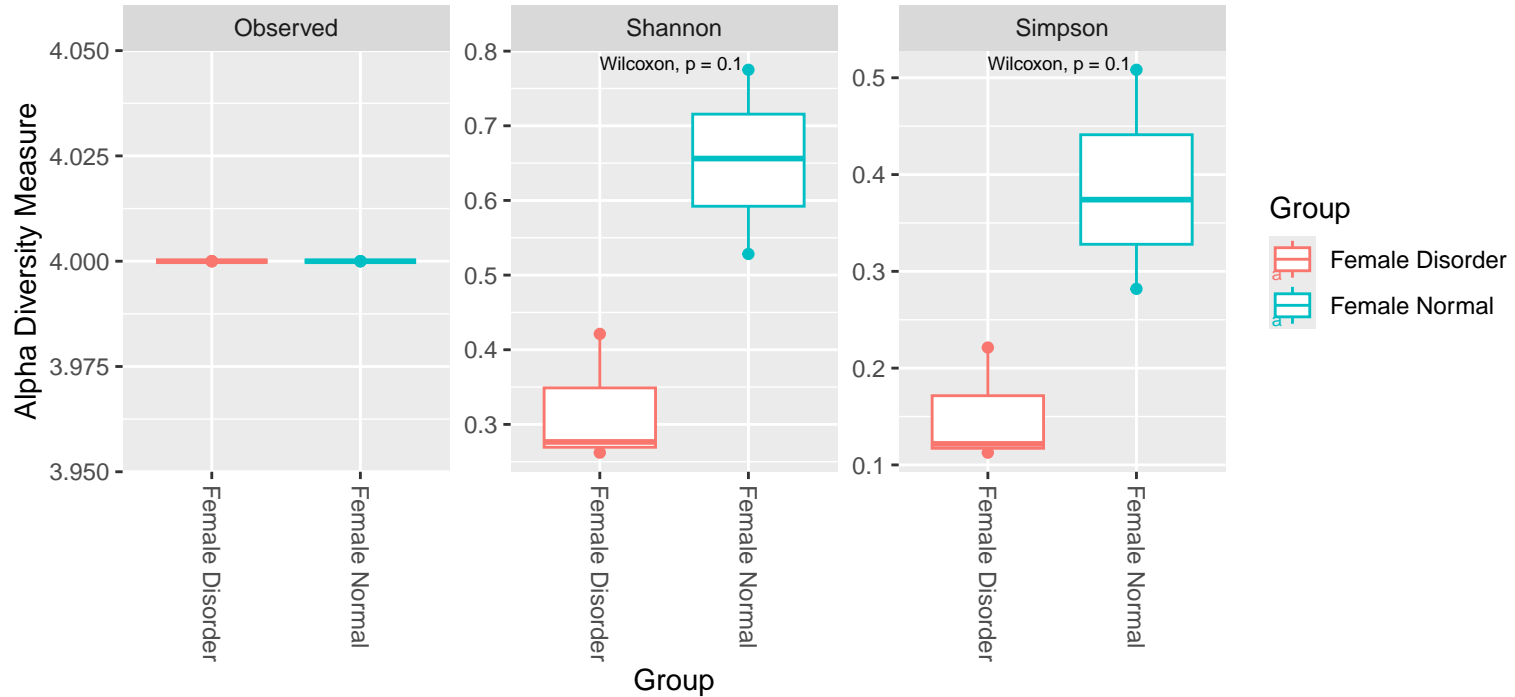 Observed
Shannon
Simpson
Alpha Diversity Measure
4.050
4.025
4.000
3.975
3.950
0.8
0.7
0.6
0.5
0.4
0.3
0.5
0.4
0.3
0.2
0.1
Wilcoxon, p = 0.1
Wilcoxon, p = 0.1
Female Disorder
Female Normal
Female Disorder
Female Normal
Female Disorder
Female Normal
Group
Group
a
Female Disorder
a
Female Normal